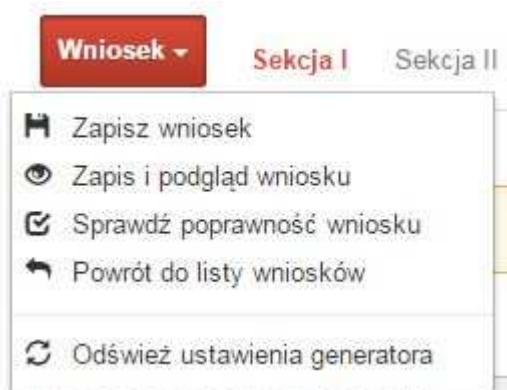 Wniosek Sekcja I Sekcja II
Zapisz wniosek
Zapis i podgląd wniosku
Sprawdź poprawność wniosku
Powrót do listy wniosków
Odśwież ustawienia generatora